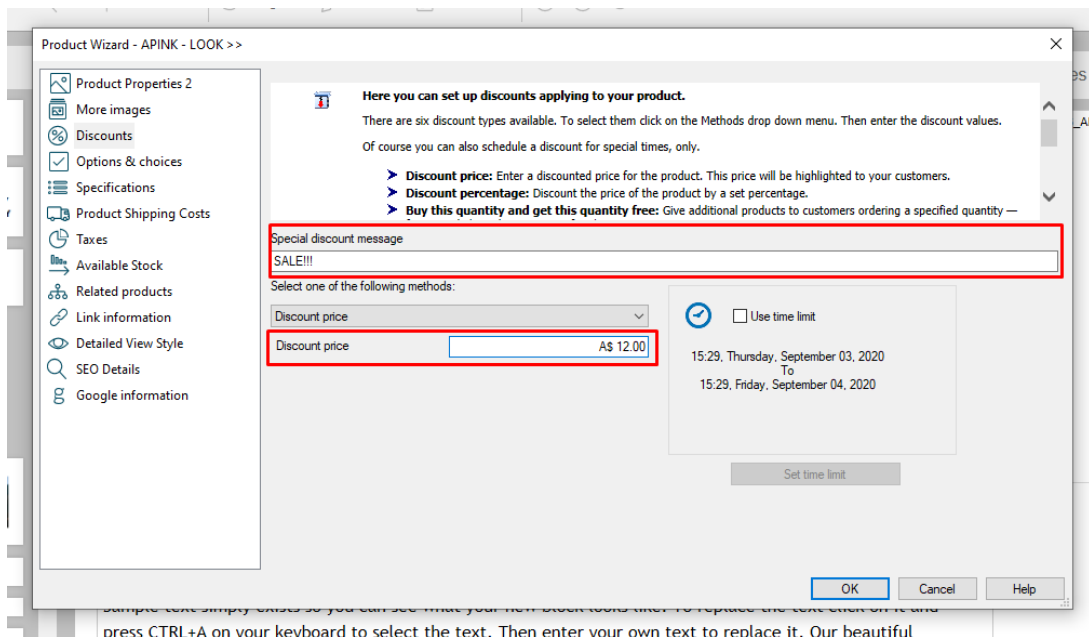 Product Wizard - APINK - LOOK >>
es
Product Properties 2
More images
Discounts
Options & choices
Specifications
Product Shipping Costs
Taxes
Available Stock
Related products
Link information
Detailed View Style
SEO Details
Google information
Here you can set up discounts applying to your product.
There are six discount types available. To select them click on the Methods drop down menu. Then enter the discount values.
Of course you can also schedule a discount for special times, only.
Discount price: Enter a discounted price for the product. This price will be highlighted to your customers.
Discount percentage: Discount the price of the product by a set percentage.
Buy this quantity and get this quantity free: Give additional products to customers ordering a specified quantity —
Special discount message
SALE!!!
Select one of the following methods:
Discount price
Discount price A$ 12.00
Use time limit
15:29, Thursday, September 03, 2020
To
15:29, Friday, September 04, 2020
Set time limit
OK Cancel Help
Sample text simply exists so you can see what your new block looks like. To replace the text click on it and
press CTRL+A on your keyboard to select the text. Then enter your own text to replace it. Our beautiful